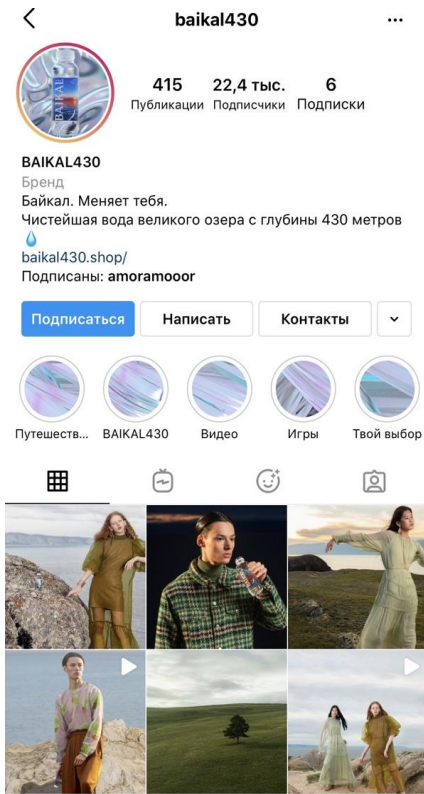 baikal430
415
22,4 тыс.
6
Публикации
Подписчики
Подписки
BAIKAL
BAIKAL430
Бренд
Байкал. Меняет тебя.
Чистейшая вода великого озера с глубины 430 метров
baikal430.shop/
Подписаны: amoramooor
Подписаться
Написать
Контакты
Путешеств...
BAIKAL430
Видео
Игры
Твой выбор